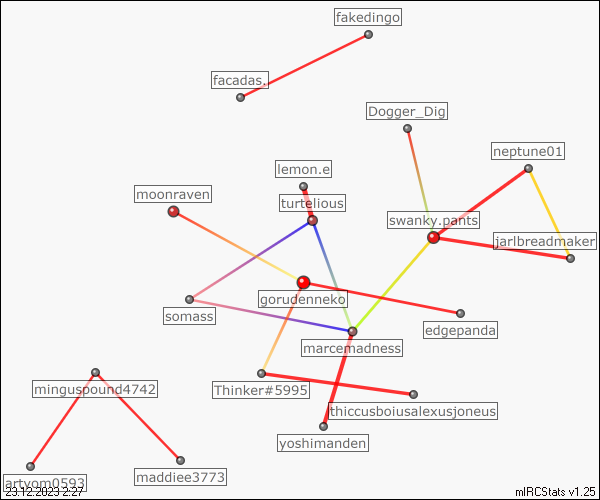 fakedingo
facadas.
Dogger_Dig
neptune01
lemon.e
moonraven
turtelious
swanky.pants
jarlbreadmaker
gorudenneko
somass
edgepanda
marcemadness
minguspound4742
Thinker#5995
thiccusboiusalexusjoneus
yoshimanden
artyom0593
maddiee3773
23.12.2023 2:27
mIRCStats v1.25